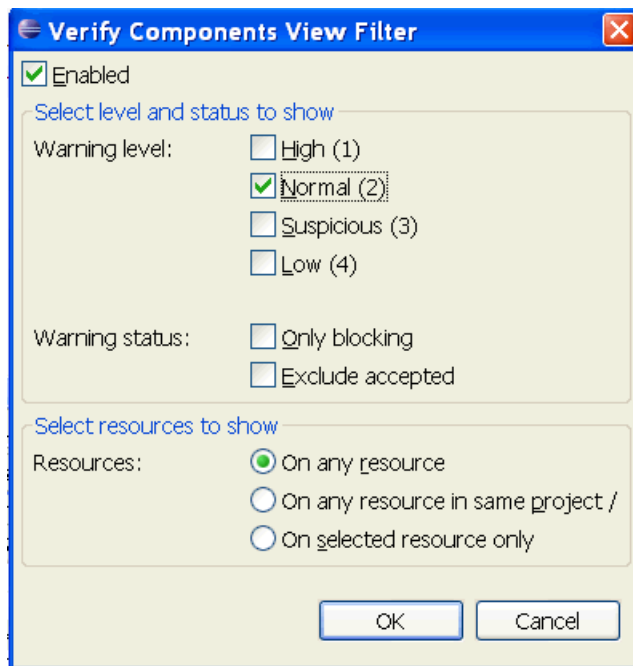 Verify Components View Filter
Enabled
Select level and status to show
Warning level:
High (1)
Normal (2)
Suspicious (3)
Low (4)
Warning status:
Only blocking
Exclude accepted
Select resources to show
Resources:
On any resource
On any resource in same project /
On selected resource only
OK
Cancel